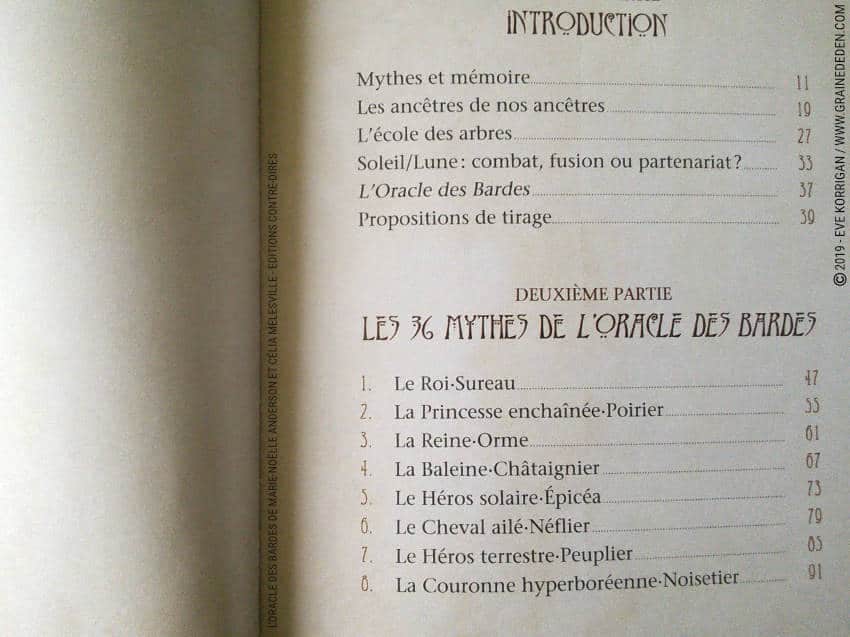 INTRODUCTION
Mythes et mémoire 11
Les ancêtres de nos ancêtres 19
L'école des arbres 27
Soleil/Lune : combat, fusion ou partenariat ? 33
L'Oracle des Bardes 37
Propositions de tirage 39
DEUXIÈME PARTIE
LES 36 MYTHES DE L'ORACLE DES BARDES
1. Le Roi·Sureau 47
2. La Princesse enchaînée·Poirier 55
3. La Reine·Orme 61
4. La Baleine·Châtaignier 67
5. Le Héros solaire·Épicéa 73
6. Le Cheval ailé·Néflier 79
7. Le Héros terrestre·Peuplier 85
8. La Couronne hyperboréenne·Noisetier 91
L'ORACLE DES BARDES DE MARIE-NOËLLE ANDERSON ET CÉLIA MELESVILLE - EDITIONS CONTRE-DIRES
© 2019 - EVE KORRIGAN / WWW.GRAINEDEDEN.COM